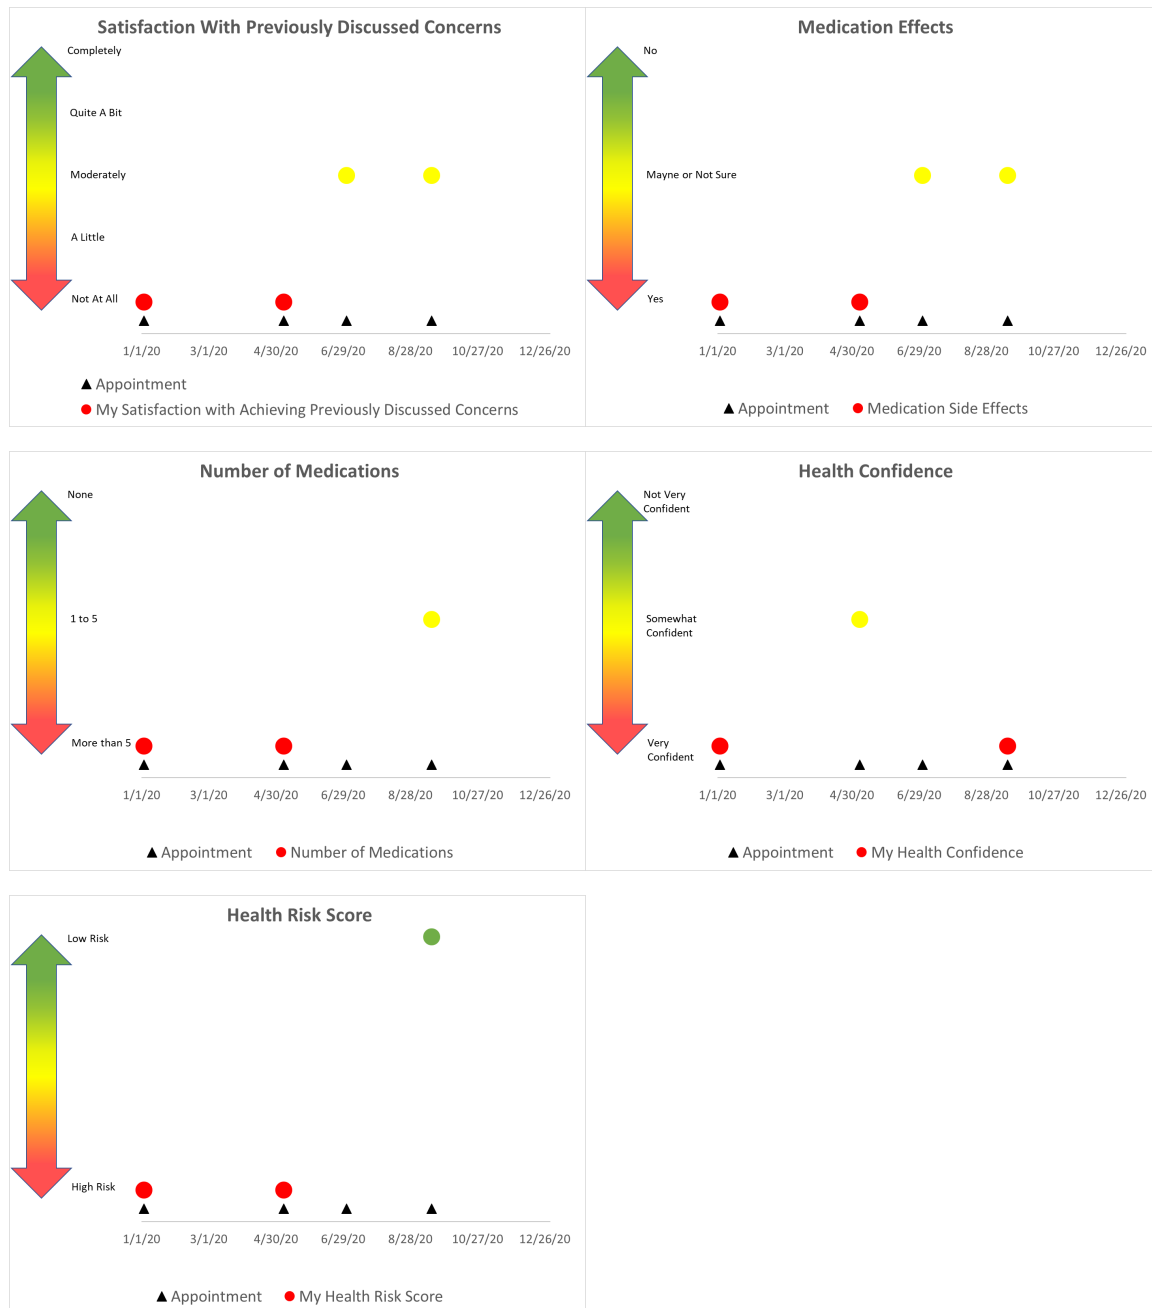 Satisfaction With Previously Discussed Concerns
Completely
Quite A Bit
Moderately
A Little
Not At All
1/1/20 3/1/20 4/30/20 6/29/20 8/28/20 10/27/20 12/26/20
Appointment
My Satisfaction with Achieving Previously Discussed Concerns
Medication Effects
No
Mayne or Not Sure
Yes
1/1/20 3/1/20 4/30/20 6/29/20 8/28/20 10/27/20 12/26/20
Appointment Medication Side Effects
Number of Medications
None
1 to 5
More than 5
1/1/20 3/1/20 4/30/20 6/29/20 8/28/20 10/27/20 12/26/20
Appointment Number of Medications
Health Confidence
Not Very
Confident
Somewhat
Confident
Very
Confident
1/1/20 3/1/20 4/30/20 6/29/20 8/28/20 10/27/20 12/26/20
Appointment My Health Confidence
Health Risk Score
Low Risk
High Risk
1/1/20 3/1/20 4/30/20 6/29/20 8/28/20 10/27/20 12/26/20
Appointment My Health Risk Score